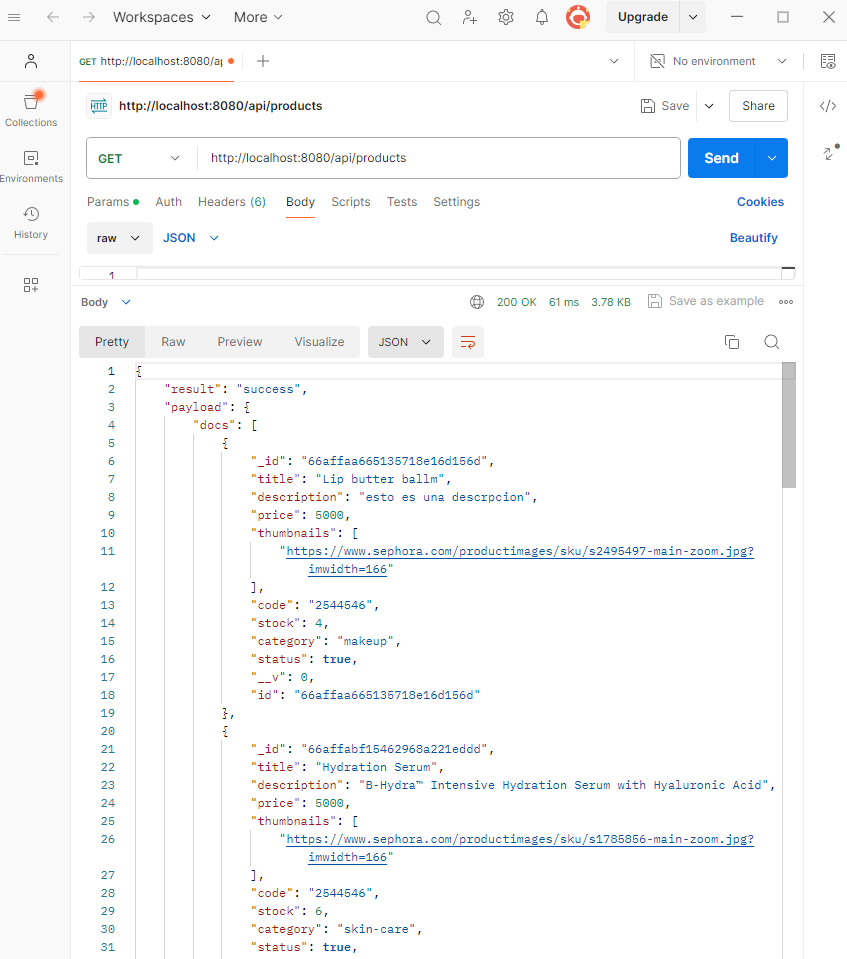 Workspaces More Upgrade
GET http://localhost:8080/a No environment
HTTP http://localhost:8080/api/products Save Share
Collections
GET http://localhost:8080/api/products Send
Environments
Params Auth Headers (6) Body Scripts Tests Settings Cookies
History
raw JSON Beautify
1
Body 200 OK 61 ms 3.78 KB Save as example
Pretty Raw Preview Visualize JSON
1 {
2 "result": "success",
3 "payload": {
4 "docs": [
5 {
6 "_id": "66affaa665135718e16d156d",
7 "title": "Lip butter ballm",
8 "description": "esto es una descrpcion",
9 "price": 5000,
10 "thumbnails": [
11 "https://www.sephora.com/productimages/sku/s2495497-main-zoom.jpg?
imwidth=166"
12 ],
13 "code": "2544546",
14 "stock": 4,
15 "category": "makeup",
16 "status": true,
17 "__v": 0,
18 "id": "66affaa665135718e16d156d"
19 },
20 {
21 "_id": "66affabf15462968a221eddd",
22 "title": "Hydration Serum",
23 "description": "B-Hydra™ Intensive Hydration Serum with Hyaluronic Acid",
24 "price": 5000,
25 "thumbnails": [
26 "https://www.sephora.com/productimages/sku/s1785856-main-zoom.jpg?
imwidth=166"
27 ],
28 "code": "2544546",
29 "stock": 6,
30 "category": "skin-care",
31 "status": true,